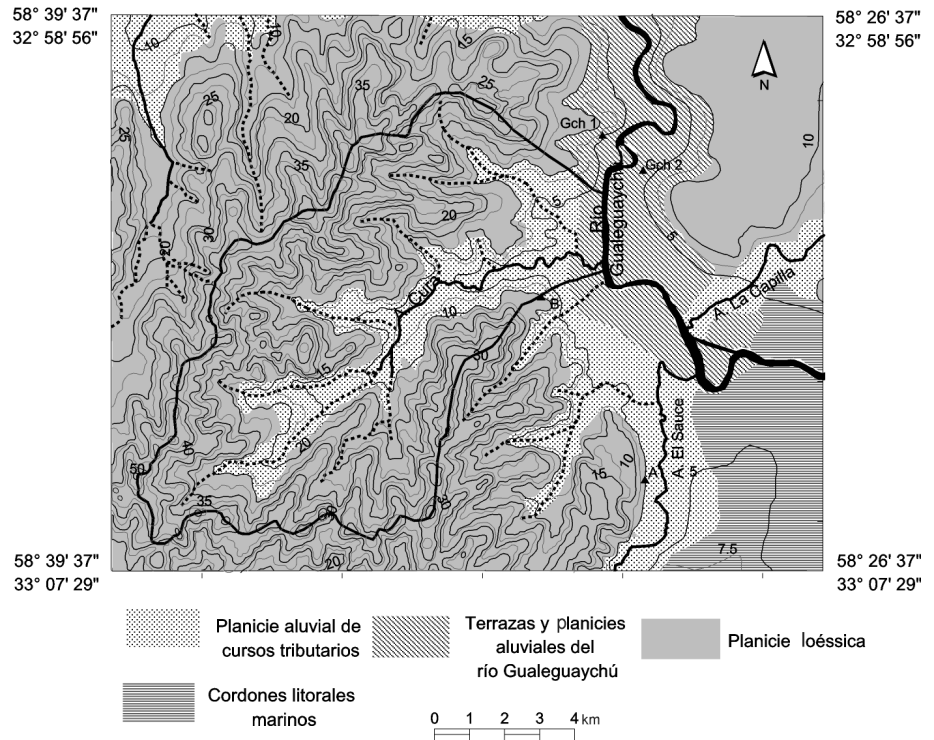 58° 39' 37"
32° 58' 56"
58° 26' 37"
32° 58' 56"
10
10
15
N
25
35
25
20
Gch 1
10
25
35
Gch 2
5
20
Río
Gualeguaychú
5
30
A. La Capilla
A. Cura
10
B
30
15
40
20
10
15
A
A. El Sauce
5
50
35
30
7.5
20
58° 39' 37"
33° 07' 29"
58° 26' 37"
33° 07' 29"
Planicie aluvial de
cursos tributarios
Terrazas y planicies
aluviales del
río Gualeguaychú
Planicie loéssica
Cordones litorales
marinos
0 1 2 3 4 km